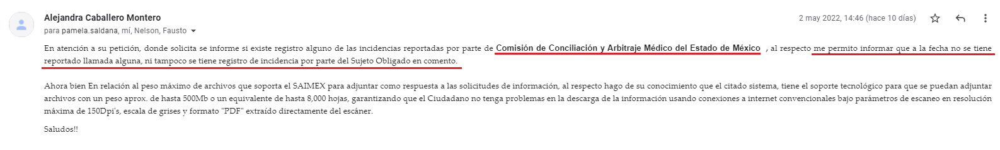 Alejandra Caballero Montero
2 may 2022, 14:46 (hace 10 días)
para pamela.saldana, mí, Nelson, Fausto
En atención a su petición, donde solicita se informe si existe registro alguno de las incidencias reportadas por parte de Comisión de Conciliación y Arbitraje Médico del Estado de México , al respecto me permito informar que a la fecha no se tiene
reportado llamada alguna, ni tampoco se tiene registro de incidencia por parte del Sujeto Obligado en comento.
Ahora bien En relación al peso máximo de archivos que soporta el SAIMEX para adjuntar como respuesta a las solicitudes de información, al respecto hago de su conocimiento que el citado sistema, tiene el soporte tecnológico para que se puedan adjuntar
archivos con un peso aprox. de hasta 500Mb o un equivalente de hasta 8,000 hojas, garantizando que el Ciudadano no tenga problemas en la descarga de la información usando conexiones a internet convencionales bajo parámetros de escaneo en resolución
máxima de 150Dpi's, escala de grises y formato "PDF" extraído directamente del escáner.
Saludos!!